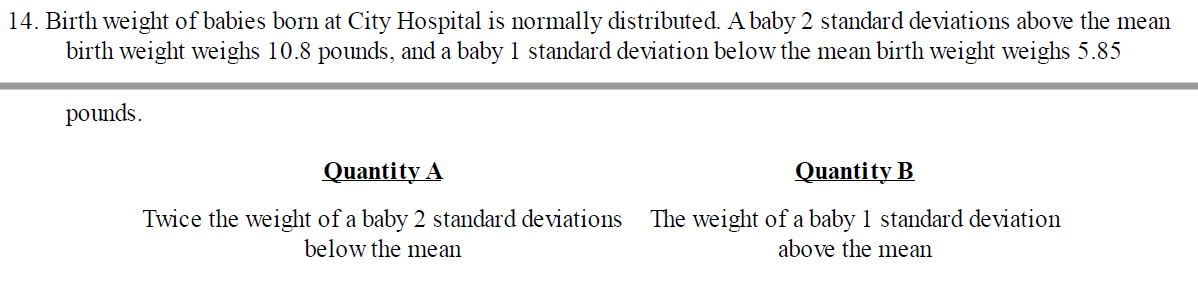 14. Birth weight of babies born at City Hospital is normally distributed. A baby 2 standard deviations above the mean
birth weight weighs 10.8 pounds, and a baby 1 standard deviation below the mean birth weight weighs 5.85
pounds.
Quantity A
Quantity B
Twice the weight of a baby 2 standard deviations
below the mean
The weight of a baby 1 standard deviation
above the mean